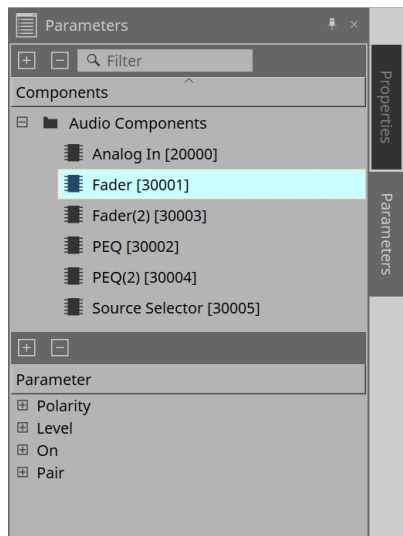 Parameters
Filter
Components
Audio Components
Analog In [20000]
Fader [30001]
Fader(2) [30003]
PEQ [30002]
PEQ(2) [30004]
Source Selector [30005]
Parameter
Polarity
Level
On
Pair
Properties
Parameters